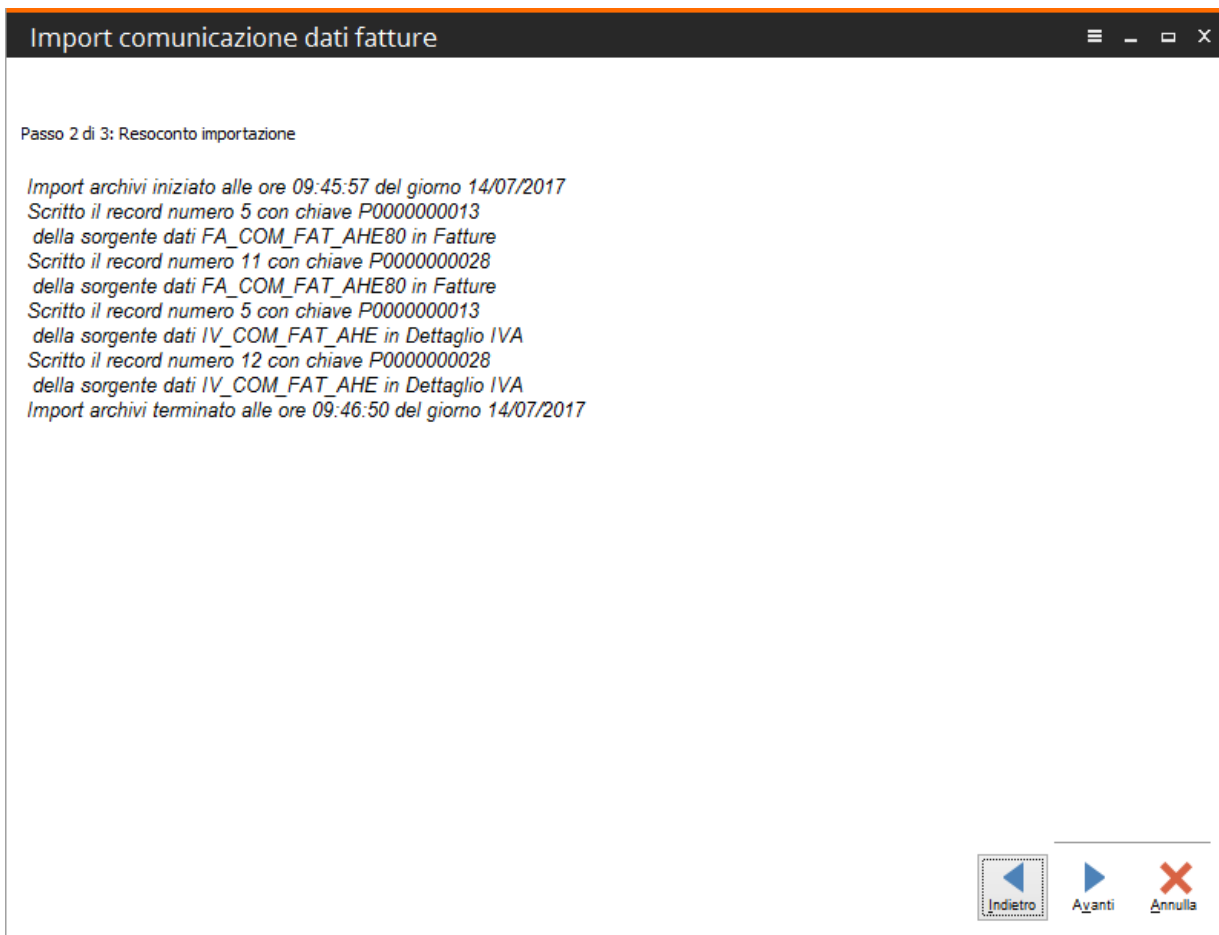 Import comunicazione dati fatture
Passo 2 di 3: Resoconto importazione
Import archivi iniziato alle ore 09:45:57 del giorno 14/07/2017
Scritto il record numero 5 con chiave P0000000013
della sorgente dati FA_COM_FAT_AHE80 in Fatture
Scritto il record numero 11 con chiave P0000000028
della sorgente dati FA_COM_FAT_AHE80 in Fatture
Scritto il record numero 5 con chiave P0000000013
della sorgente dati IV_COM_FAT_AHE in Dettaglio IVA
Scritto il record numero 12 con chiave P0000000028
della sorgente dati IV_COM_FAT_AHE in Dettaglio IVA
Import archivi terminato alle ore 09:46:50 del giorno 14/07/2017
Indietro Avanti Annulla